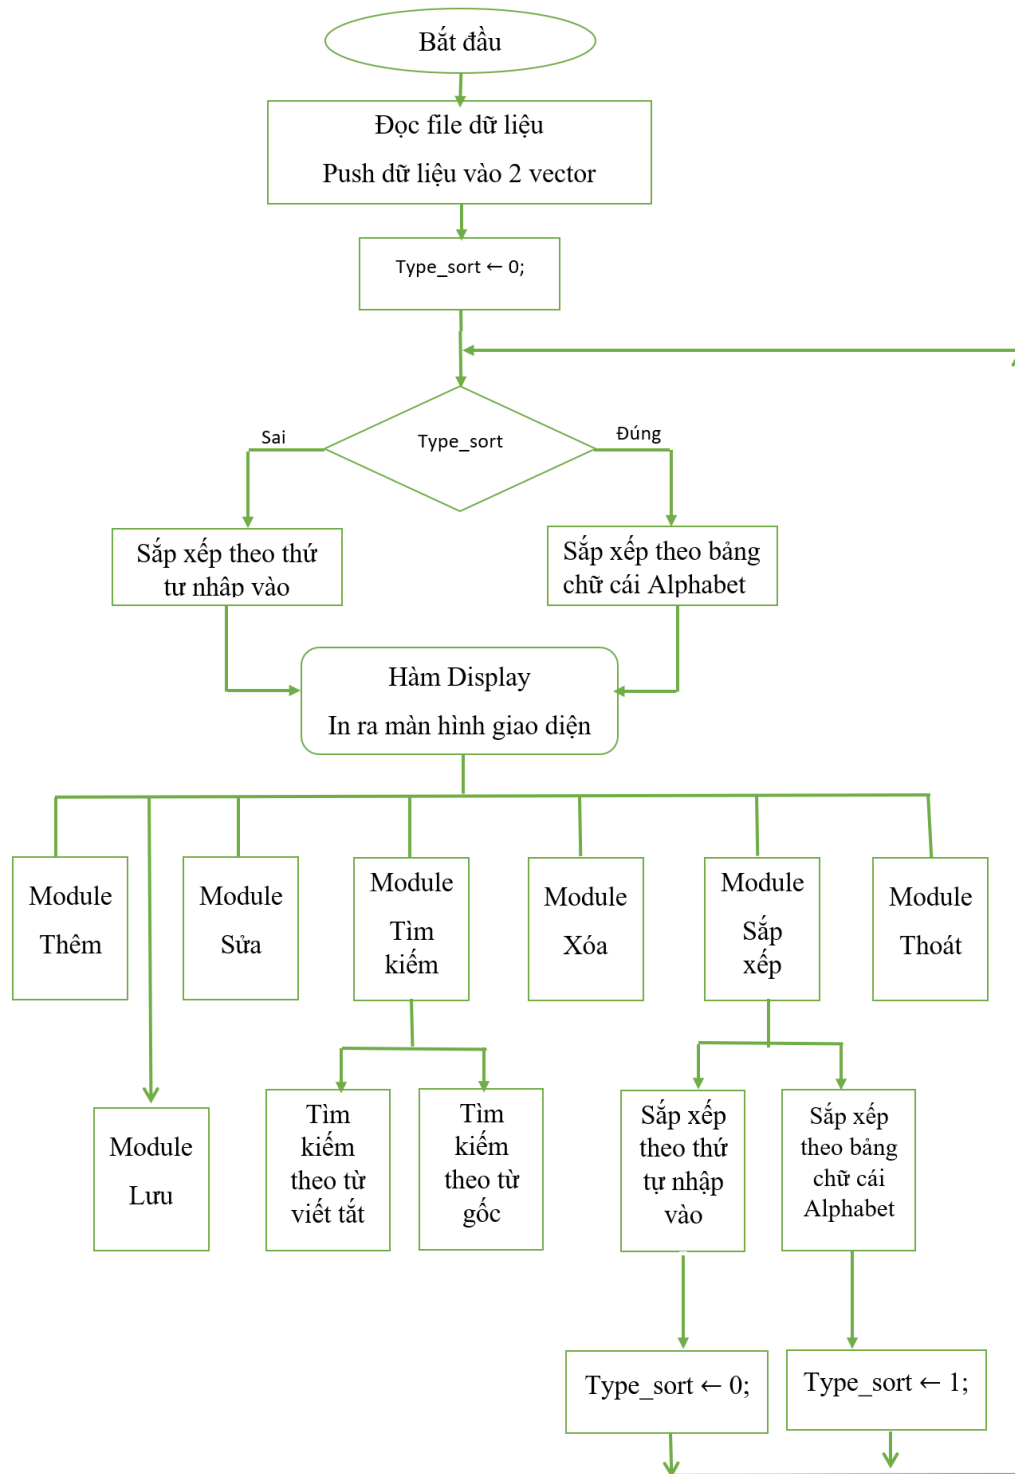 Bắt đầu
Đọc file dữ liệu
Push dữ liệu vào 2 vector
Type_sort ← 0;
Type_sort
Sai
Đúng
Sắp xếp theo thứ
tự nhập vào
Sắp xếp theo bảng
chữ cái Alphabet
Hàm Display
In ra màn hình giao diện
Module
Thêm
Module
Sửa
Module
Tìm
kiếm
Module
Xóa
Module
Sắp
xếp
Module
Thoát
Module
Lưu
Tìm
kiếm
theo từ
viết tắt
Tìm
kiếm
theo từ
gốc
Sắp xếp
theo thứ
tự nhập
vào
Sắp xếp
theo bảng
chữ cái
Alphabet
Type_sort ← 0;
Type_sort ← 1;